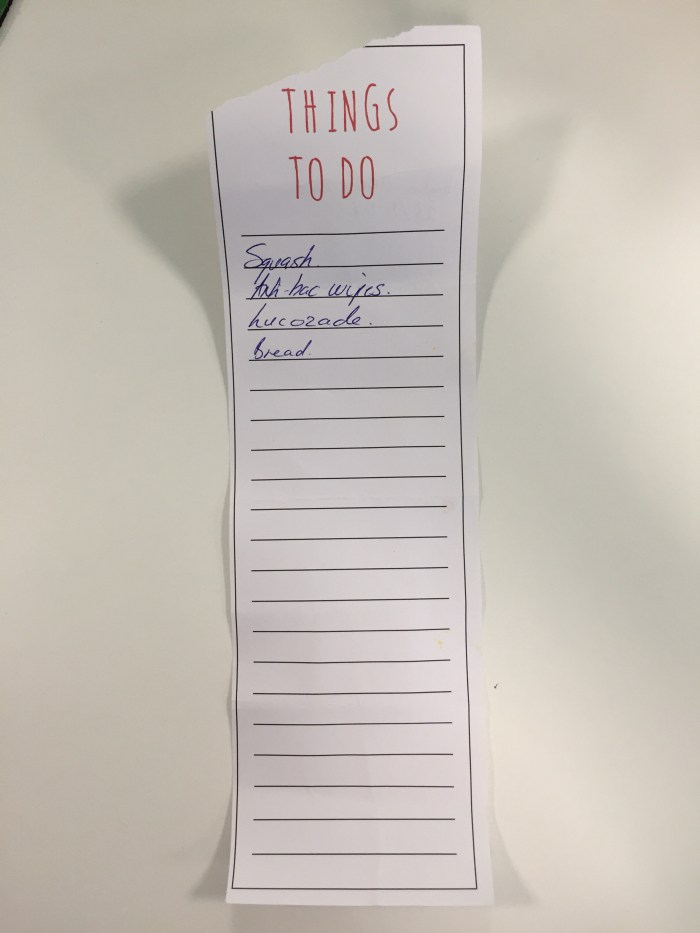 THINGS
TO DO
Squash.
Anti-bac wipes.
Lucozade.
Bread.